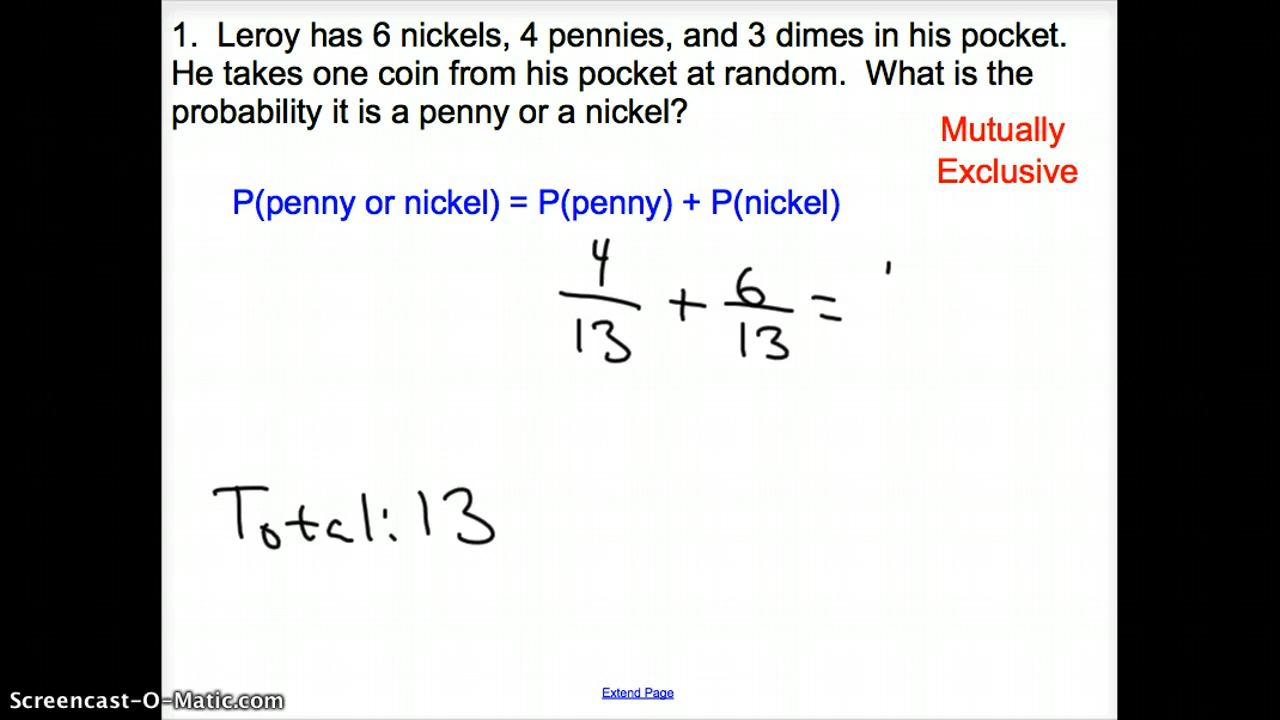 1. Leroy has 6 nickels, 4 pennies, and 3 dimes in his pocket.
He takes one coin from his pocket at random. What is the
probability it is a penny or a nickel?
Mutually
Exclusive
P(penny or nickel) = P(penny) + P(nickel)
4/13 + 6/13 =
Total: 13
Extend Page
Screencast-O-Matic.com